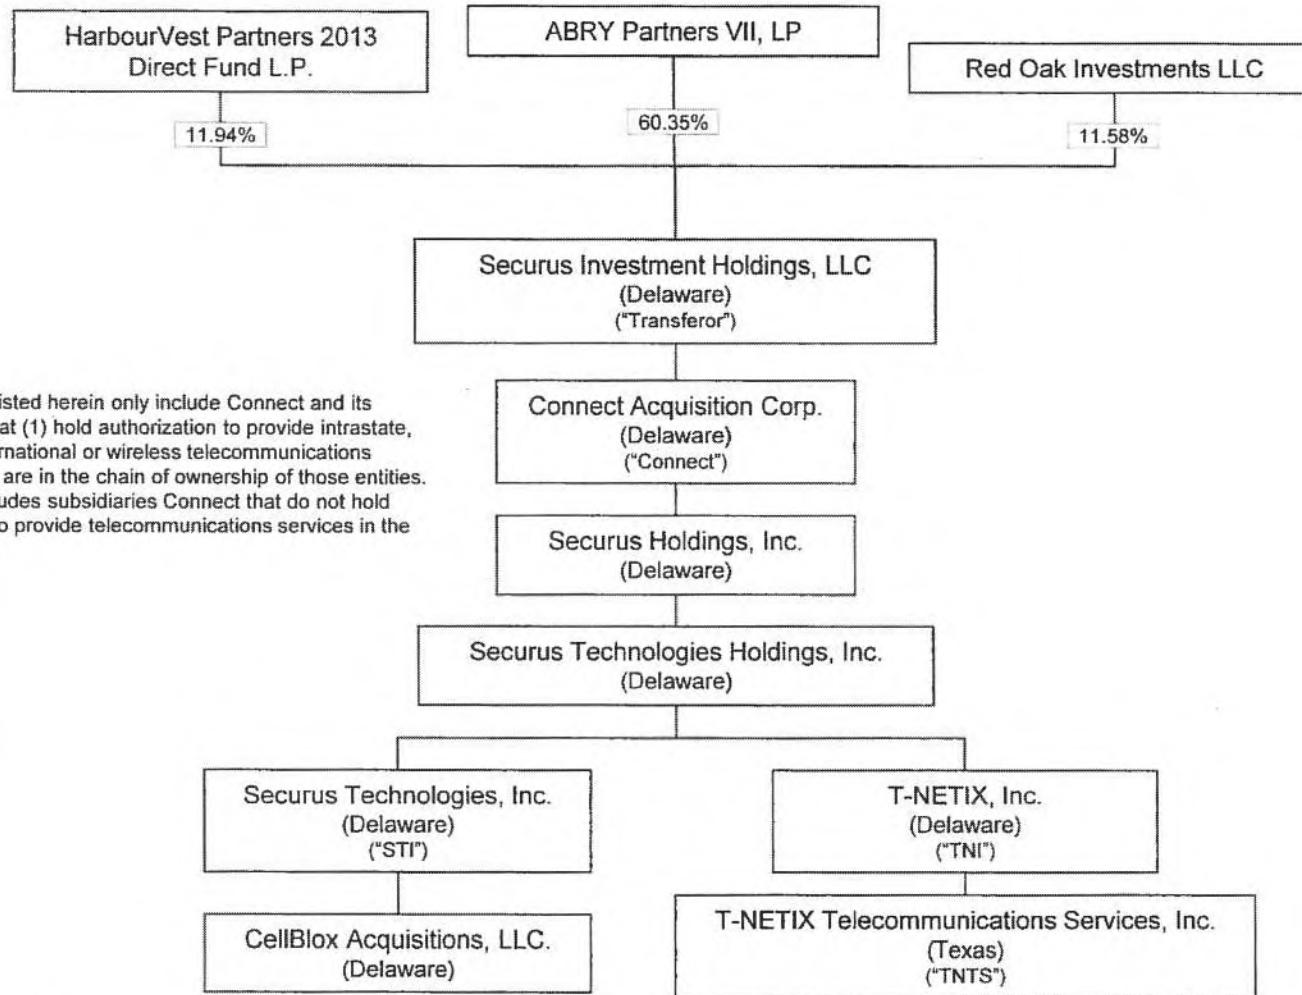 HarbourVest Partners 2013
Direct Fund L.P.
ABRY Partners VII, LP
Red Oak Investments LLC
11.94%
60.35%
11.58%
Securus Investment Holdings, LLC
(Delaware)
("Transferor")
isted herein only include Connect and its
at (1) hold authorization to provide intrastate,
rnational or wireless telecommunications
are in the chain of ownership of those entities.
udes subsidiaries Connect that do not hold
o provide telecommunications services in the
Connect Acquisition Corp.
(Delaware)
("Connect")
Securus Holdings, Inc.
(Delaware)
Securus Technologies Holdings, Inc.
(Delaware)
Securus Technologies, Inc.
(Delaware)
("STI")
T-NETIX, Inc.
(Delaware)
("TNI")
CellBlox Acquisitions, LLC.
(Delaware)
T-NETIX Telecommunications Services, Inc.
(Texas)
("TNTS")